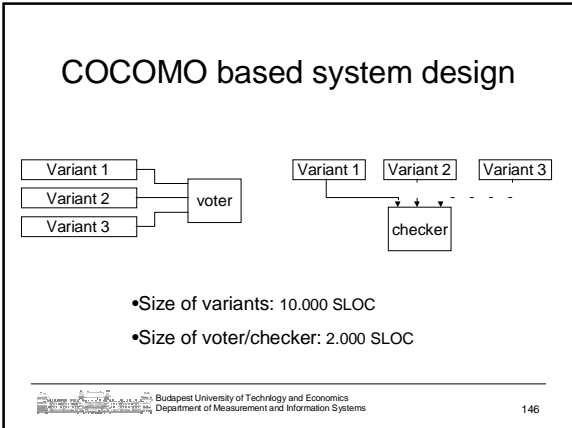 COCOMO based system design
Variant 1
Variant 2
Variant 3
voter
Variant 1 Variant 2 Variant 3
checker
•Size of variants: 10.000 SLOC
•Size of voter/checker: 2.000 SLOC
Budapest University of Technlogy and Economics
Department of Measurement and Information Systems
146